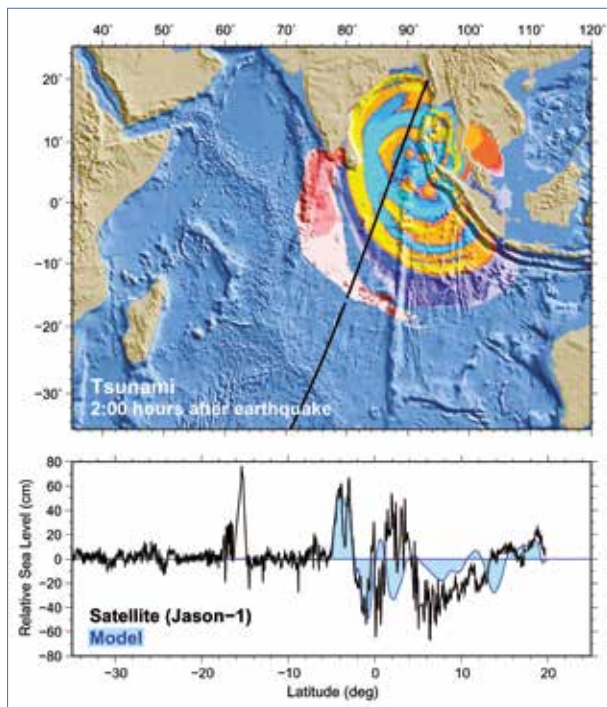 40° 50° 60° 70° 80° 90° 100° 110° 120°
20°
10°
0°
−10°
−20°
−30°
Tsunami
2:00 hours after earthquake
Relative Sea Level (cm)
80
60
40
20
0
−20
−40
−60
−80
Satellite (Jason−1)
Model
−30 −20 −10 0 10 20
Latitude (deg)